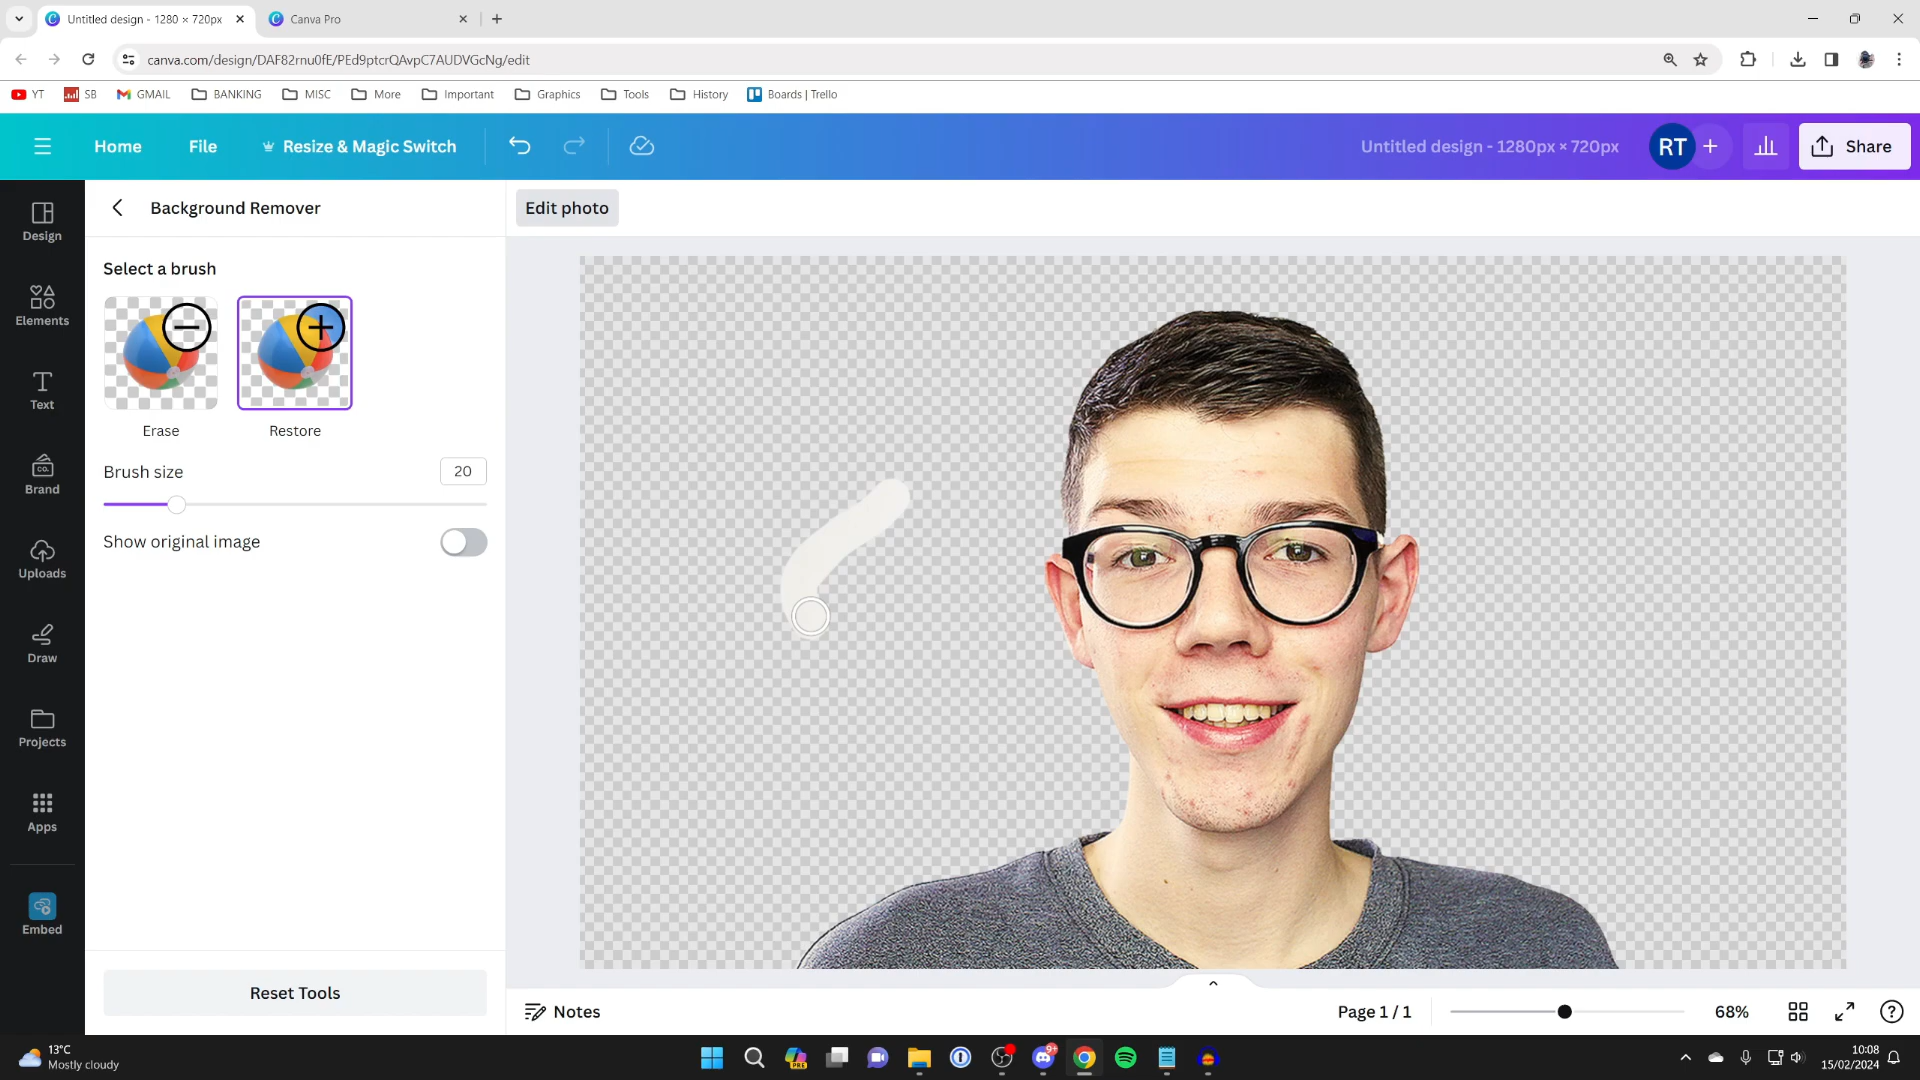 Untitled design - 1280 × 720px
Canva Pro
canva.com/design/DAF82rnu0fE/PEd9ptcrQAvpC7AUDVGcNg/edit
YT
SB
GMAIL
BANKING
MISC
More
Important
Graphics
Tools
History
Boards | Trello
Home
File
Resize & Magic Switch
Untitled design - 1280px × 720px
RT
Share
Design
Elements
Text
Brand
Uploads
Draw
Projects
Apps
Embed
Background Remover
Edit photo
Select a brush
Erase
Restore
Brush size
20
Show original image
Reset Tools
Notes
Page 1 / 1
68%
13°C
Mostly cloudy
PRE
9+
10:08
15/02/2024